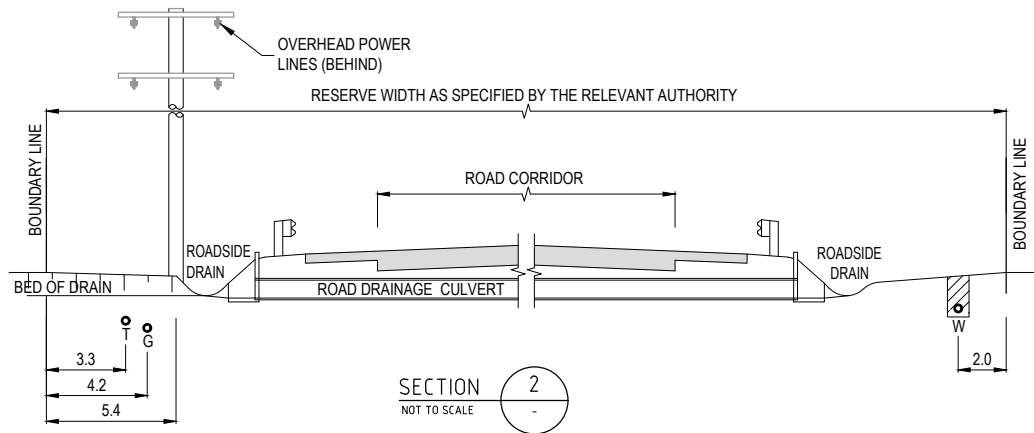 OVERHEAD POWER
LINES (BEHIND)
RESERVE WIDTH AS SPECIFIED BY THE RELEVANT AUTHORITY
BOUNDARY LINE
BOUNDARY LINE
ROAD CORRIDOR
ROADSIDE
DRAIN
ROADSIDE
DRAIN
BED OF DRAIN
ROAD DRAINAGE CULVERT
T
G
W
3.3
4.2
5.4
2.0
SECTION
NOT TO SCALE
2
-